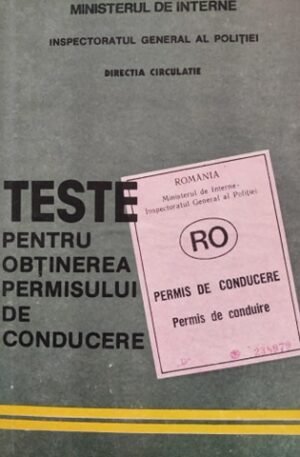 MINISTERUL DE INTERNE
INSPECTORATUL GENERAL AL POLIȚIEI
DIRECTIA CIRCULATIE
TESTE
PENTRU
OBȚINEREA
PERMISULUI
DE
CONDUCERE
ROMÂNIA
Ministerul de Interne-
Inspectoratul General al Poliției
RO
PERMIS DE CONDUCERE
Permis de conduire